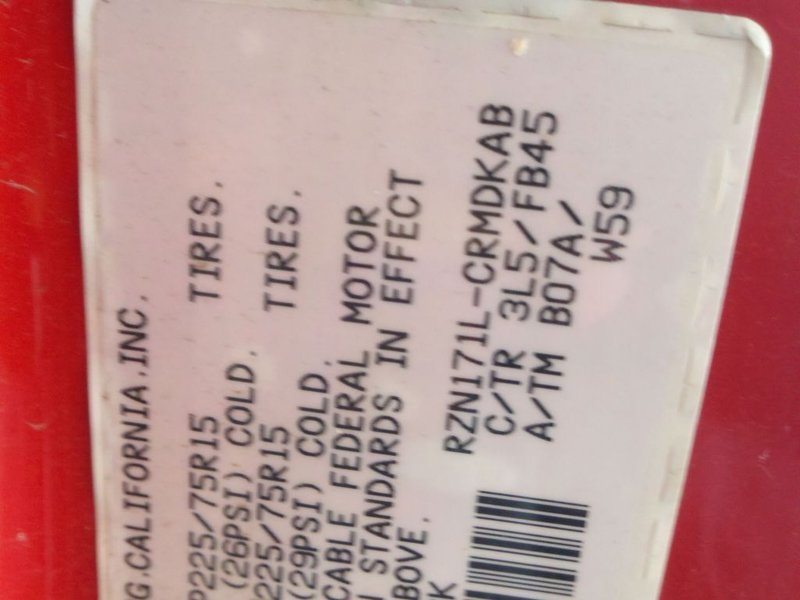 G.CALIFORNIA.INC.
P225/75R15 TIRES.
(26PSI) COLD.
225/75R15 TIRES.
(29PSI) COLD.
CABLE FEDERAL MOTOR
STANDARDS IN EFFECT
BOVE.
K RZN171L-CRMDKAB
C/TR 3L5/FB45
A/TM B07A/
W59